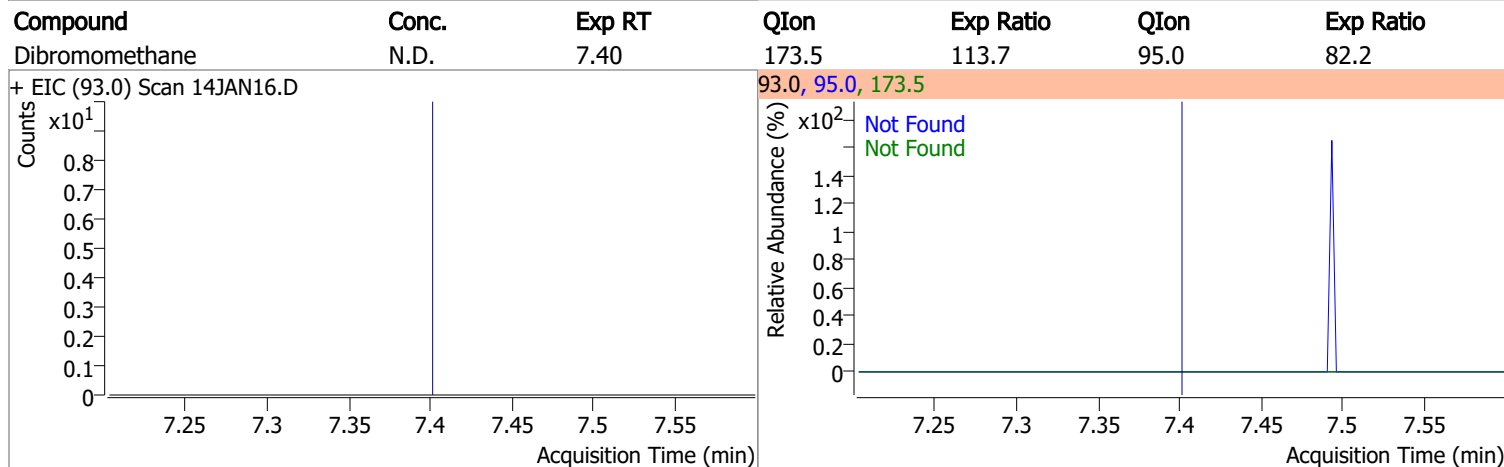 Compound Conc. Exp RT QIon Exp Ratio QIon Exp Ratio
Dibromomethane N.D. 7.40 173.5 113.7 95.0 82.2
+ EIC (93.0) Scan 14JAN16.D
Counts
x10¹
0.8
0.7
0.6
0.5
0.4
0.3
0.2
0.1
0
7.25 7.3 7.35 7.4 7.45 7.5 7.55
Acquisition Time (min)
93.0, 95.0, 173.5
Relative Abundance (%)
x10²
Not Found
Not Found
1.4
1.2
1
0.8
0.6
0.4
0.2
0
7.25 7.3 7.35 7.4 7.45 7.5 7.55
Acquisition Time (min)